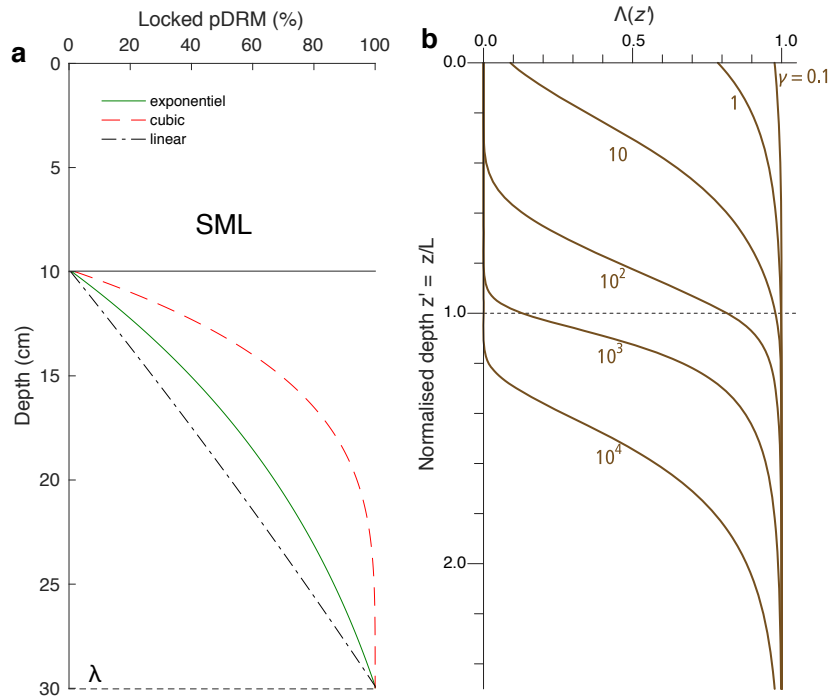 Locked pDRM (%)
0 20 40 60 80 100
a
0
5
10
15
20
25
30
Depth (cm)
exponentiel
cubic
linear
SML
λ
b
Λ(z')
0.0 0.5 1.0
0.0
1.0
2.0
Normalised depth z' = z/L
γ = 0.1
1
10
10²
10³
10⁴